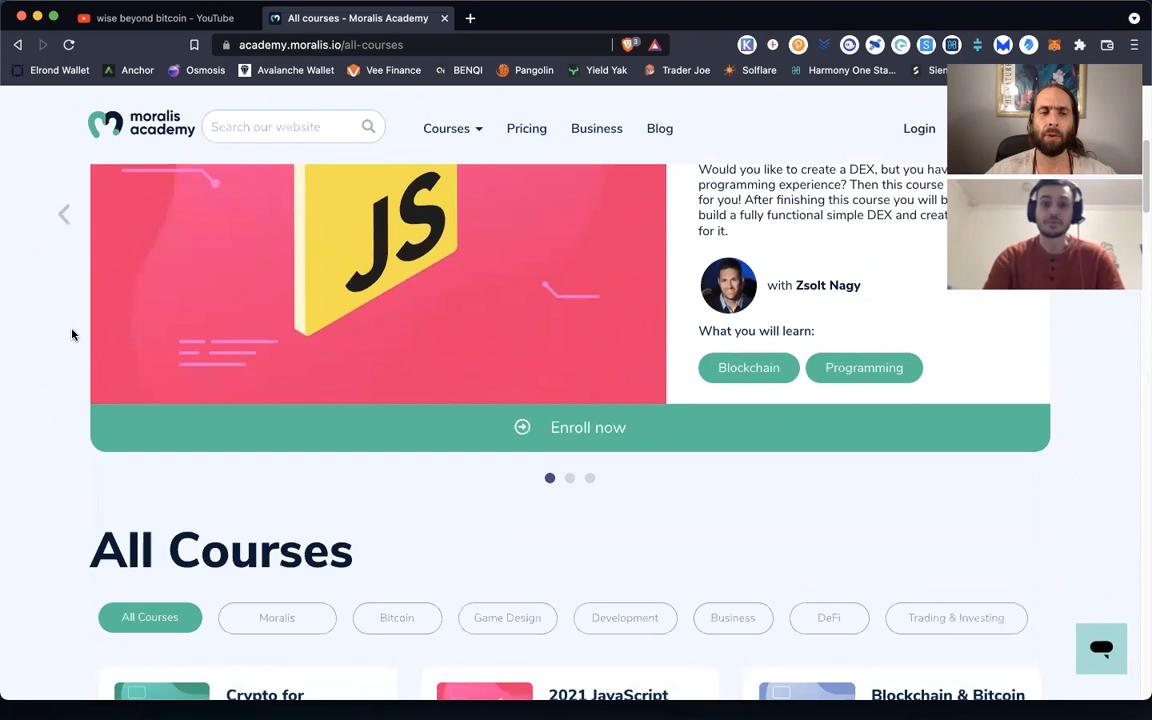 wise beyond bitcoin - YouTube
All courses - Moralis Academy
academy.moralis.io/all-courses
Elrond Wallet
Anchor
Osmosis
Avalanche Wallet
Vee Finance
BENQI
Pangolin
Yield Yak
Trader Joe
Solflare
Harmony One Sta...
Sien
moralis
academy
Search our website
Courses
Pricing
Business
Blog
Login
JS
Would you like to create a DEX, but you hav
programming experience? Then this course
for you! After finishing this course you will b
build a fully functional simple DEX and creat
for it.
with Zsolt Nagy
What you will learn:
Blockchain
Programming
Enroll now
All Courses
All Courses
Moralis
Bitcoin
Game Design
Development
Business
DeFi
Trading & Investing
Crypto for
2021 JavaScript
Blockchain & Bitcoin